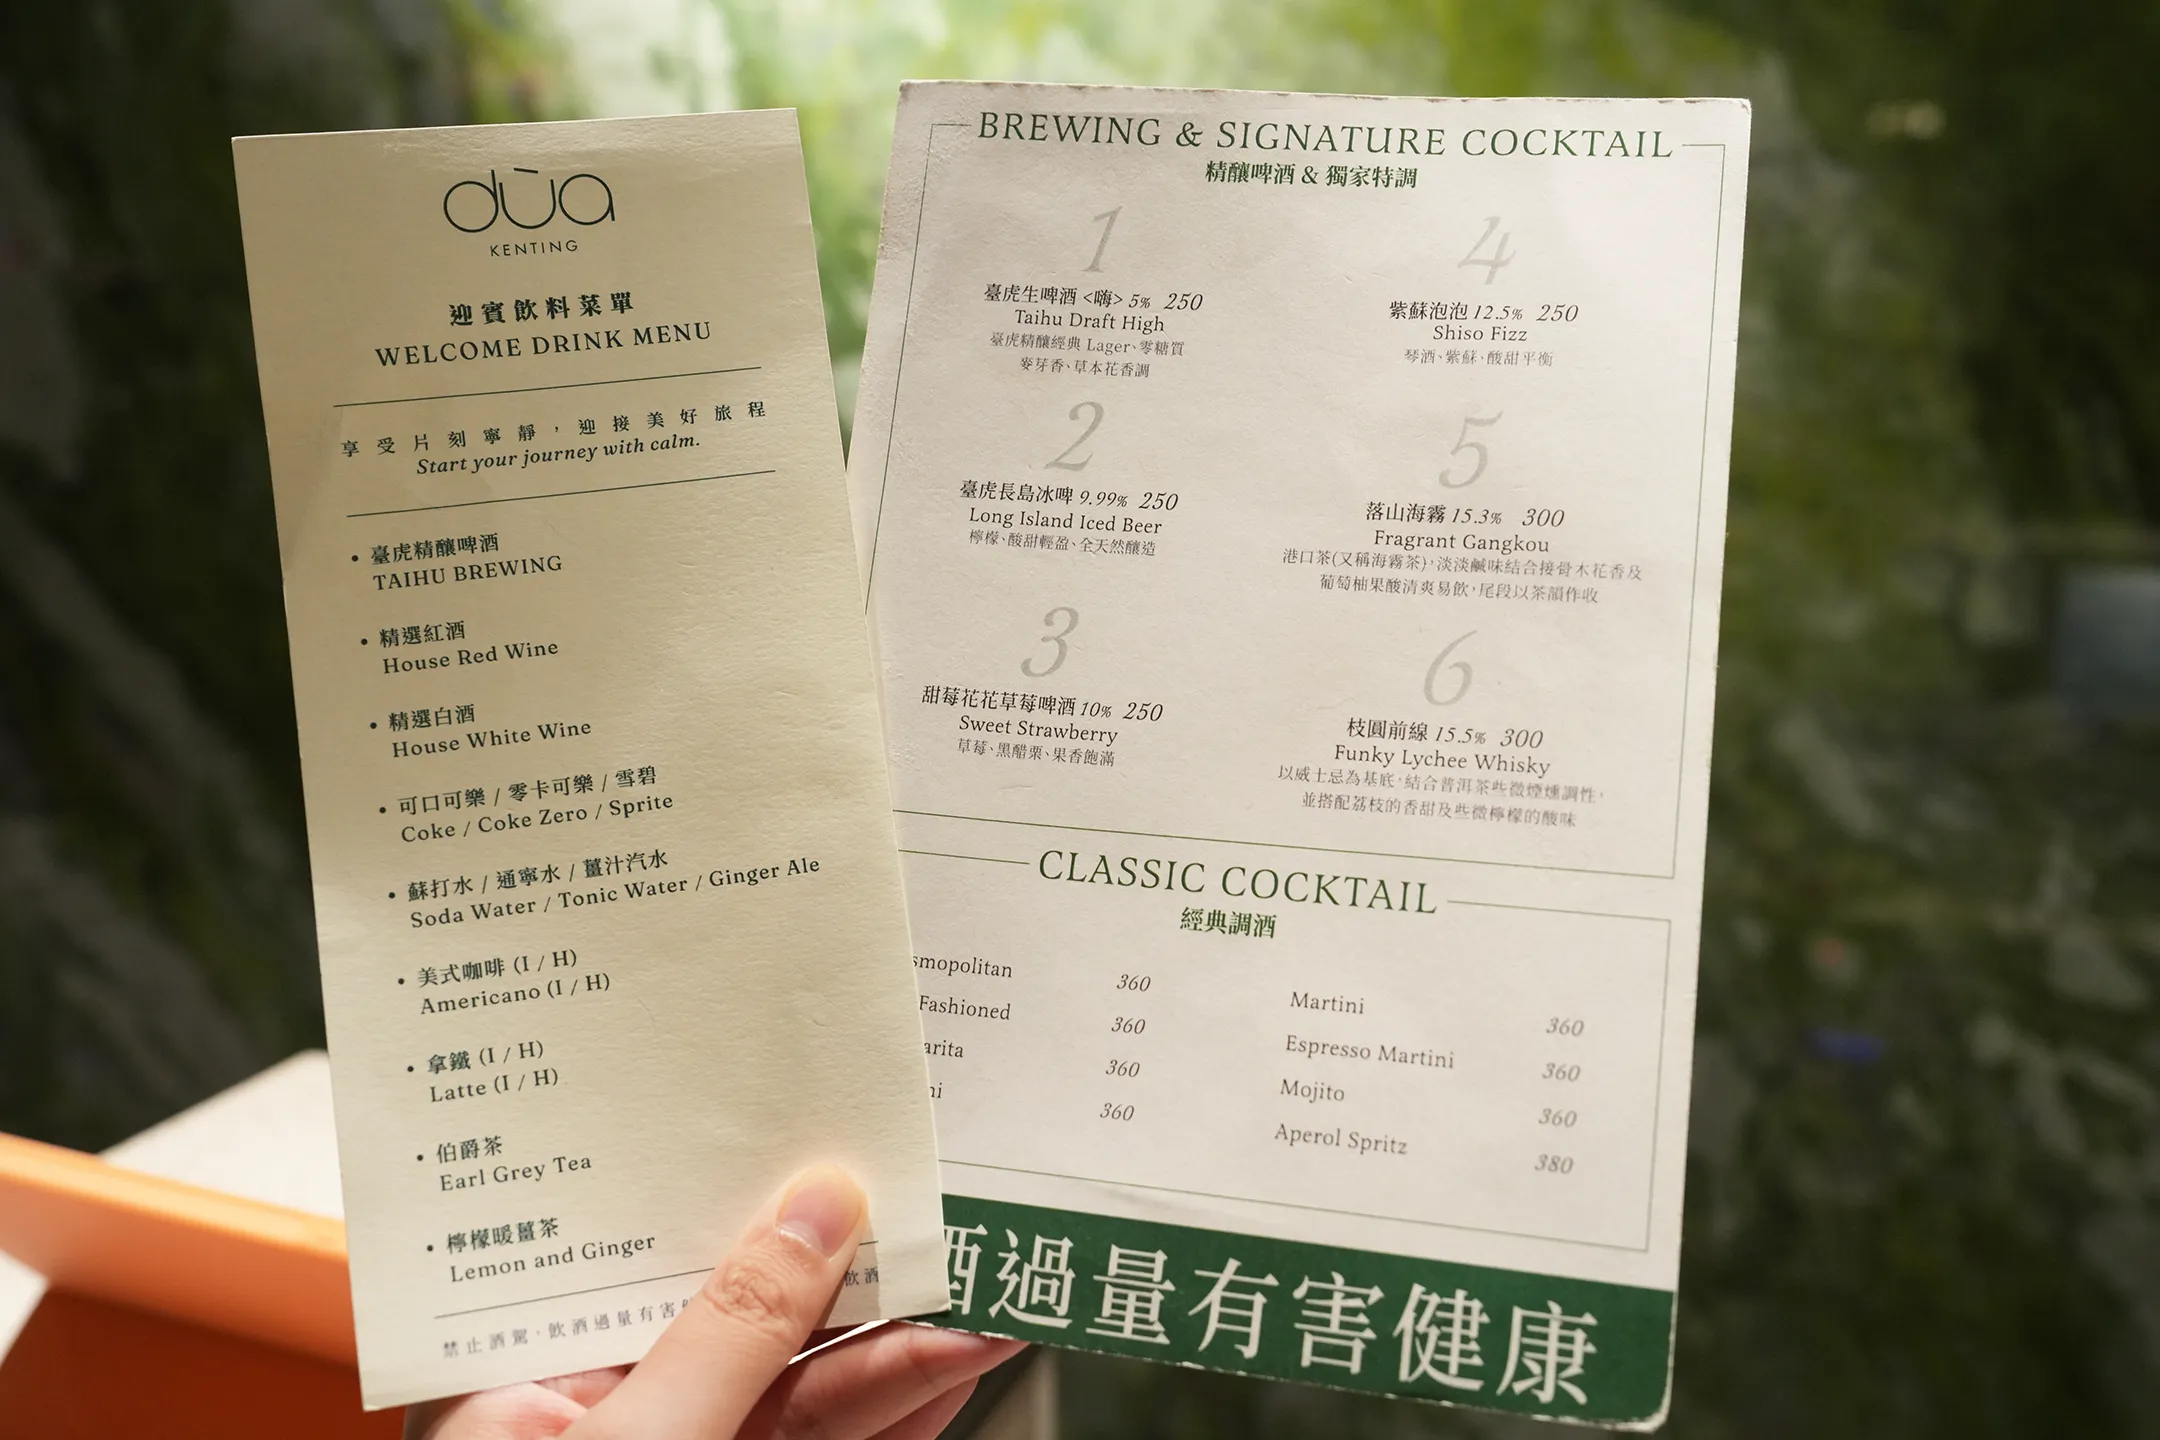 dūa
KENTING
迎賓飲料菜單
WELCOME DRINK MENU
享受片刻寧靜，迎接美好旅程
Start your journey with calm.
• 臺虎精釀啤酒
TAIHU BREWING
• 精選紅酒
House Red Wine
• 精選白酒
House White Wine
• 可口可樂 / 零卡可樂 / 雪碧
Coke / Coke Zero / Sprite
• 蘇打水 / 通寧水 / 薑汁汽水
Soda Water / Tonic Water / Ginger Ale
• 美式咖啡 (I / H)
Americano (I / H)
• 拿鐵 (I / H)
Latte (I / H)
• 伯爵茶
Earl Grey Tea
• 檸檬暖薑茶
Lemon and Ginger
禁止酒駕，飲酒過量有害
飲酒
BREWING & SIGNATURE COCKTAIL
精釀啤酒 & 獨家特調
1
臺虎生啤酒 <嗨> 5% 250
Taihu Draft High
臺虎精釀經典 Lager、零糖質
麥芽香、草本花香調
2
臺虎長島冰啤 9.99% 250
Long Island Iced Beer
檸檬、酸甜輕盈、全天然釀造
3
甜莓花花草莓啤酒 10% 250
Sweet Strawberry
草莓、黑醋栗、果香飽滿
4
紫蘇泡泡 12.5% 250
Shiso Fizz
琴酒、紫蘇、酸甜平衡
5
落山海霧 15.3% 300
Fragrant Gangkou
港口茶(又稱海霧茶)，淡淡鹹味結合接骨木花香及
葡萄柚果酸清爽易飲，尾段以茶韻作收
6
枝圓前線 15.5% 300
Funky Lychee Whisky
以威士忌為基底，結合普洱茶些微煙燻調性，
並搭配荔枝的香甜及些微檸檬的酸味
CLASSIC COCKTAIL
經典調酒
smopolitan 360
Fashioned 360
arita 360
ni 360
Martini 360
Espresso Martini 360
Mojito 360
Aperol Spritz 380
酒過量有害健康